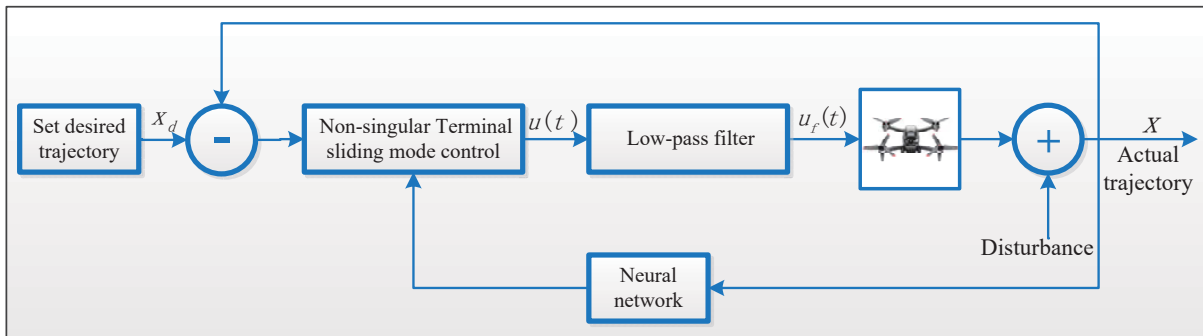 Set desired
trajectory
X_d
-
Non-singular Terminal
sliding mode control
u(t)
Low-pass filter
u_f(t)
+
X
Actual
trajectory
Disturbance
Neural
network